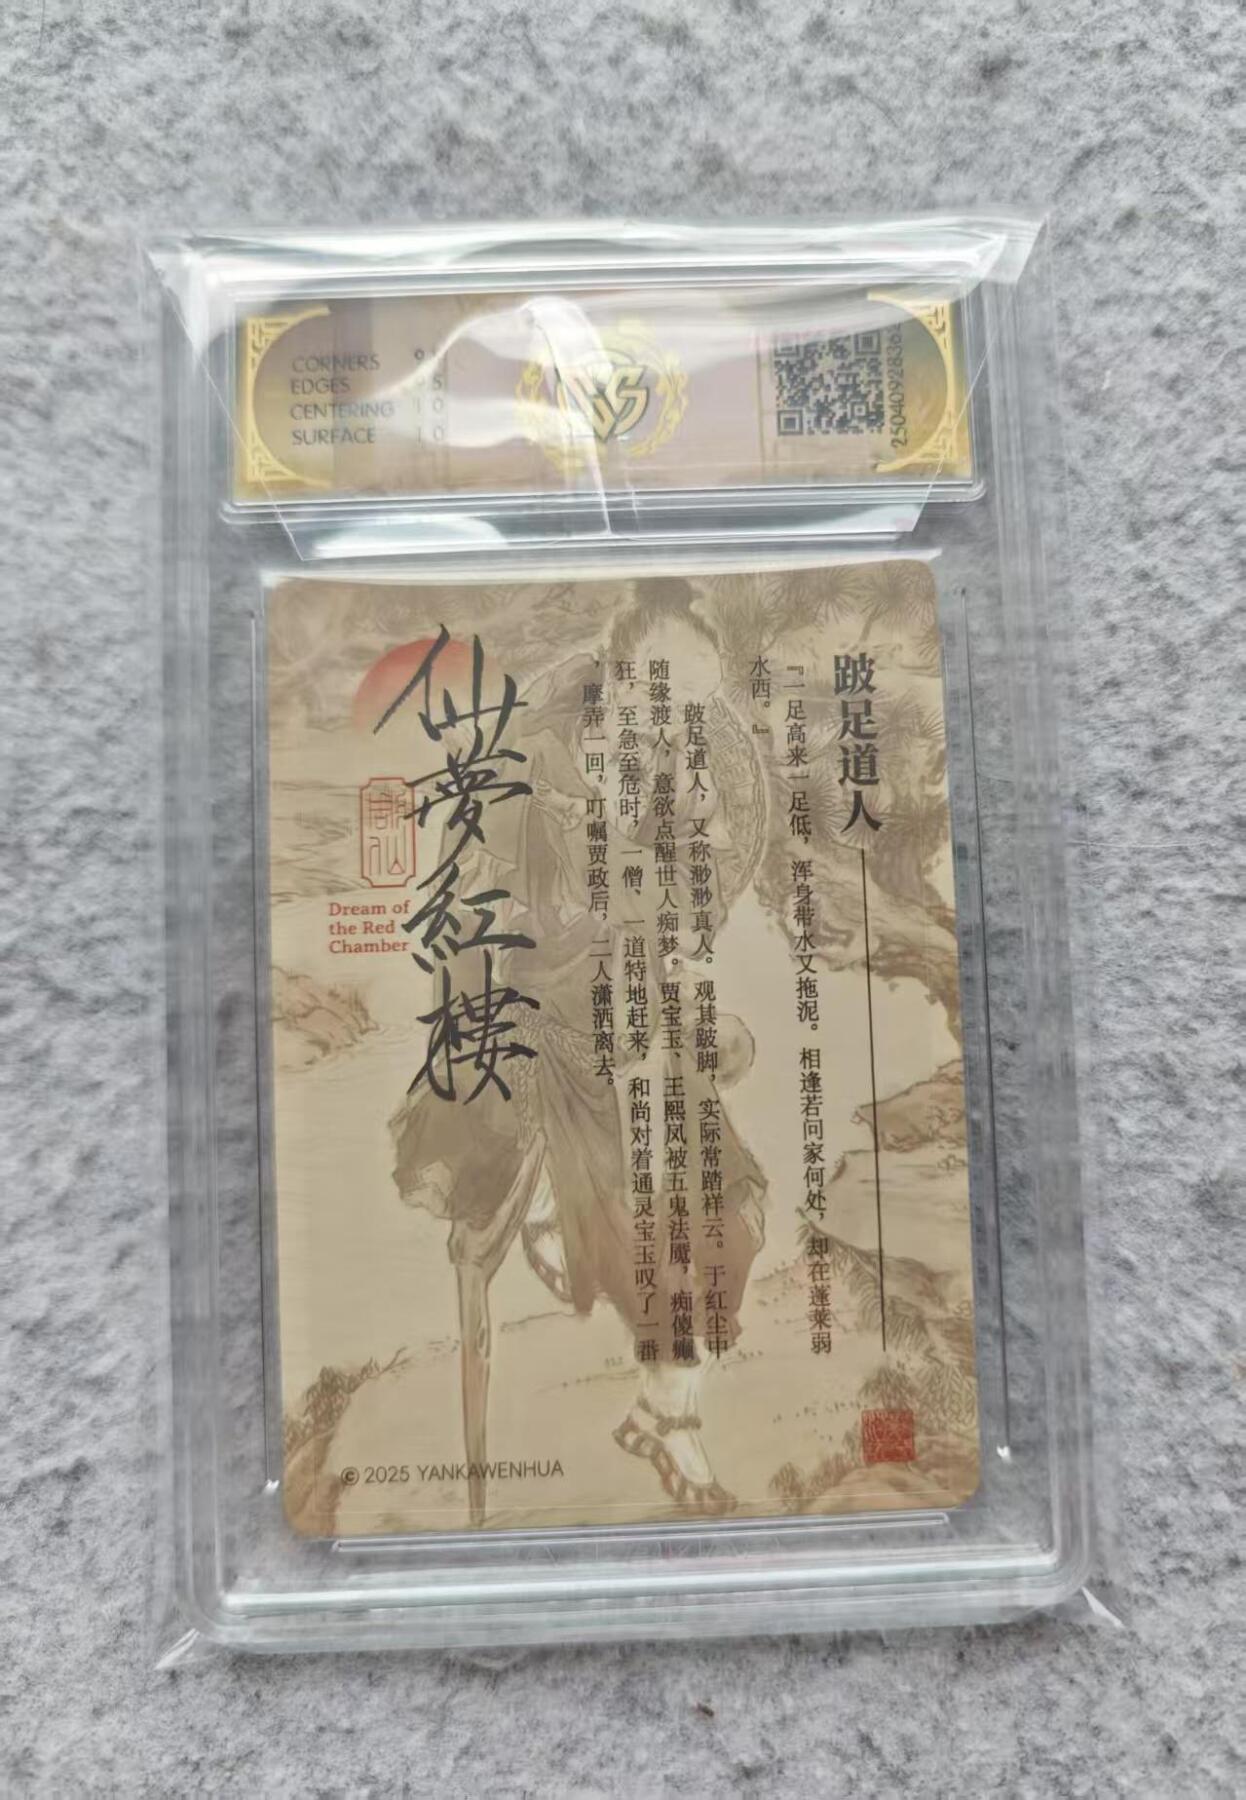 CORNERS 9
EDGES 9.5
CENTERING 10
SURFACE 10
跛足道人
『一足高来一足低，浑身带水又拖泥。相逢若问家何处，却在蓬莱弱
水西。』
跛足道人，又称渺渺真人。观其跛脚，实际常踏祥云。于红尘中
随缘渡人，意欲点醒世人痴梦。贾宝玉、王熙凤被五鬼法魇，痴傻癫
狂，至急至危时，一僧、一道特地赶来，和尚对着通灵宝玉叹了一番
，摩弄一回，叮嘱贾政后，二人潇洒离去。
仙夢紅樓
Dream of
the Red
Chamber
© 2025 YANKAWENHUA